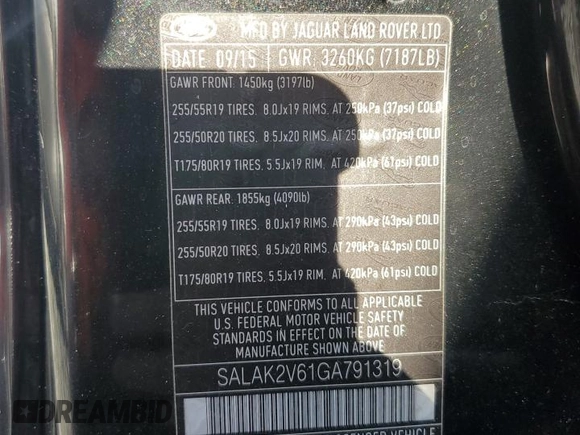 MFD BY JAGUAR LAND ROVER LTD
DATE 09/15 GWR: 3260KG (7187LB)
GAWR FRONT: 1450kg (3197lb)
255/55R19 TIRES. 8.0Jx19 RIMS. AT 250kPa (37psi) COLD
255/50R20 TIRES. 8.5Jx20 RIMS. AT 250kPa (37psi) COLD
T175/80R19 TIRES. 5.5Jx19 RIM. AT 420kPa (61psi) COLD
GAWR REAR: 1855kg (4090lb)
255/55R19 TIRES. 8.0Jx19 RIMS. AT 290kPa (43psi) COLD
255/50R20 TIRES. 8.5Jx20 RIMS. AT 290kPa (43psi) COLD
T175/80R19 TIRES. 5.5Jx19 RIM. AT 420kPa (61psi) COLD
THIS VEHICLE CONFORMS TO ALL APPLICABLE
U.S. FEDERAL MOTOR VEHICLE SAFETY
STANDARDS IN EFFECT ON THE DATE OF
MANUFACTURE SHOWN ABOVE.
SALAK2V61GA791319
PASSENGER VEHICLE